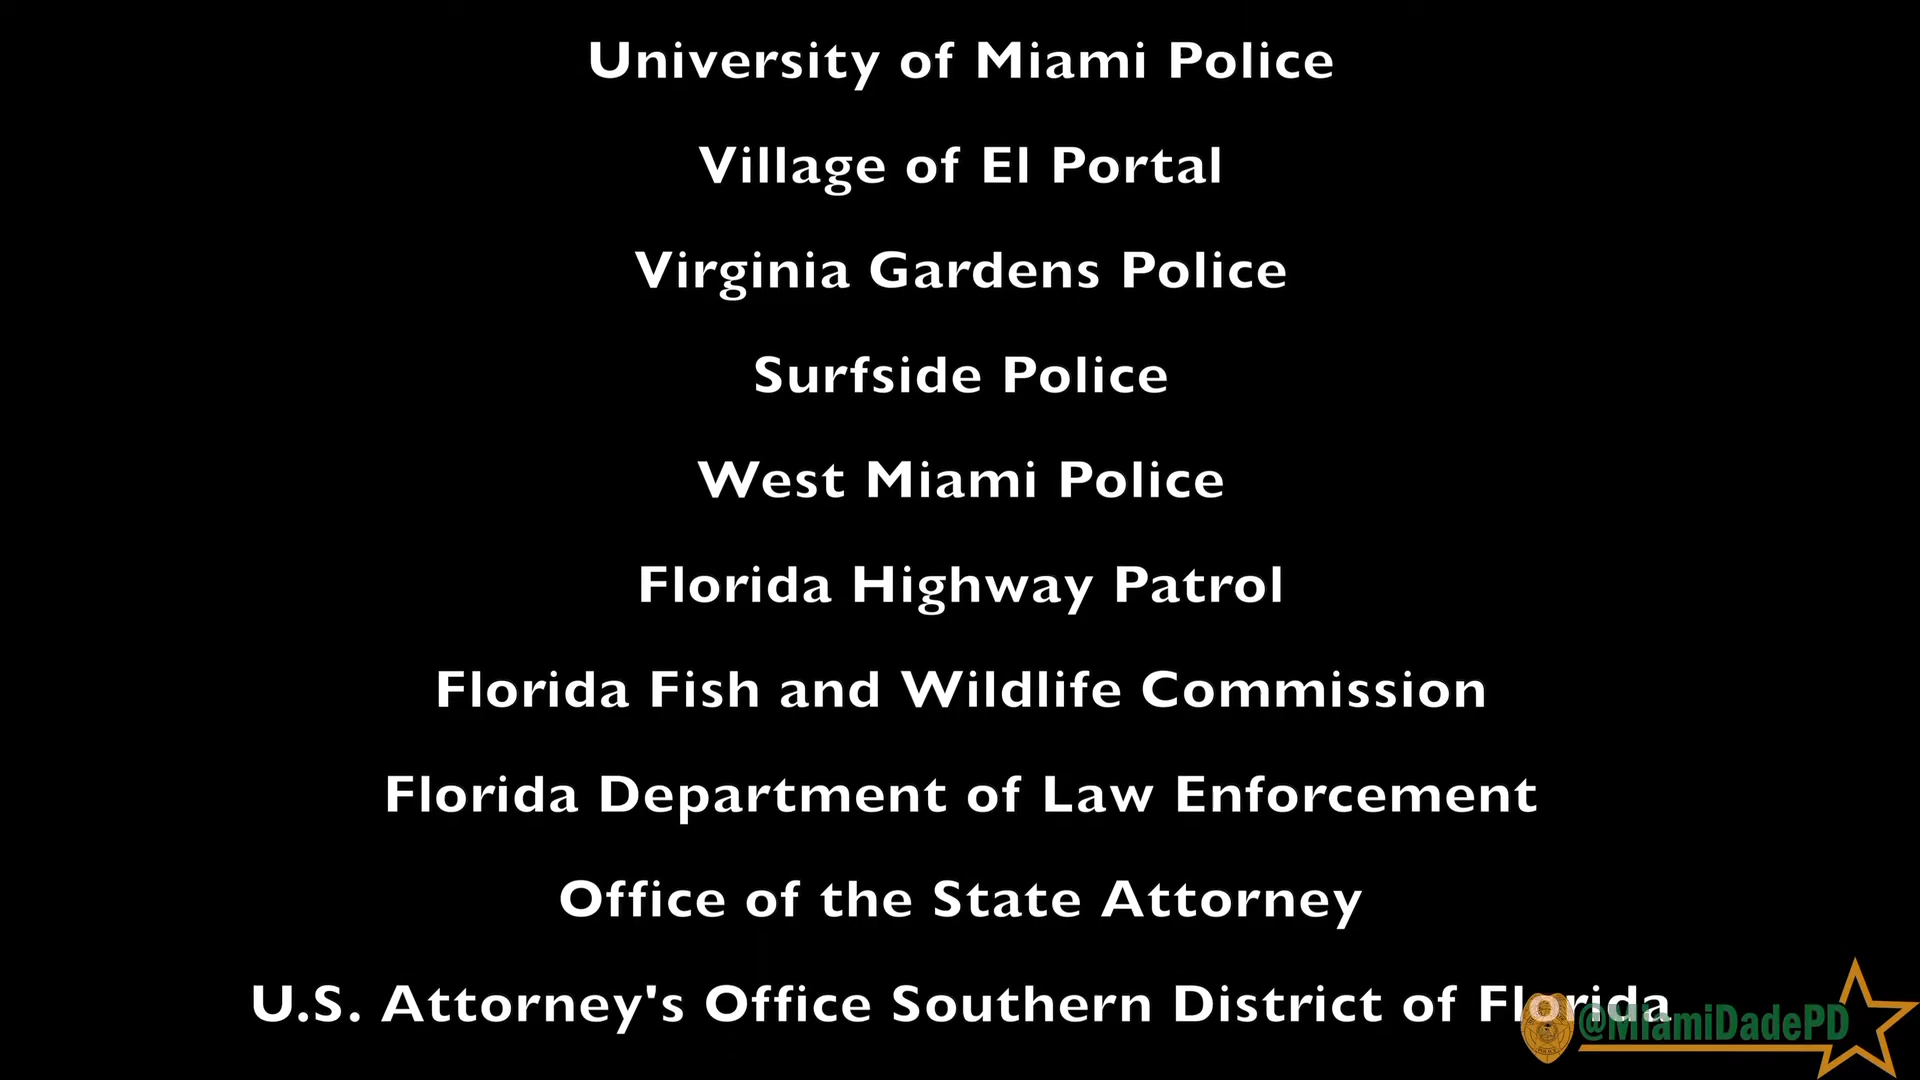 University of Miami Police
Village of El Portal
Virginia Gardens Police
Surfside Police
West Miami Police
Florida Highway Patrol
Florida Fish and Wildlife Commission
Florida Department of Law Enforcement
Office of the State Attorney
U.S. Attorney's Office Southern District of Florida
@MiamiDadePD